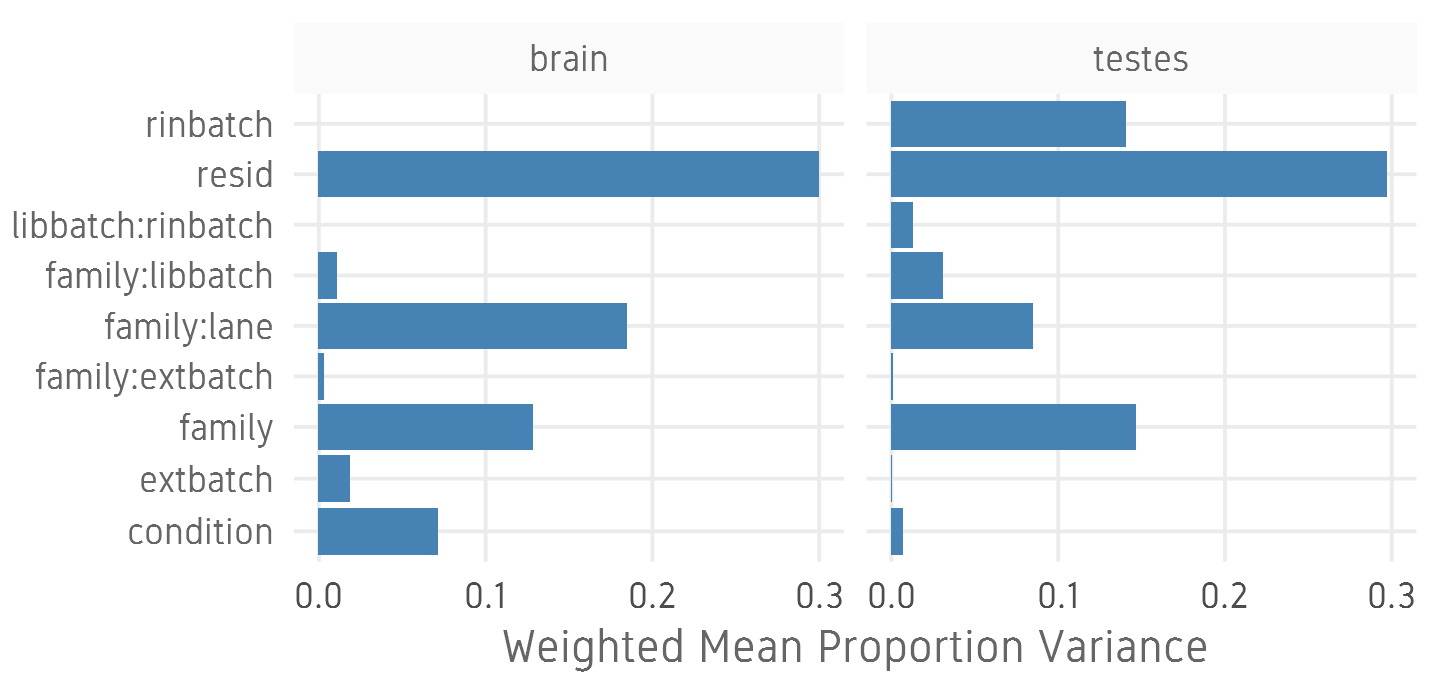 brain
testes
rinbatch
resid
libbatch:rinbatch
family:libbatch
family:lane
family:extbatch
family
extbatch
condition
0.0 0.1 0.2 0.3 0.0 0.1 0.2 0.3
Weighted Mean Proportion Variance